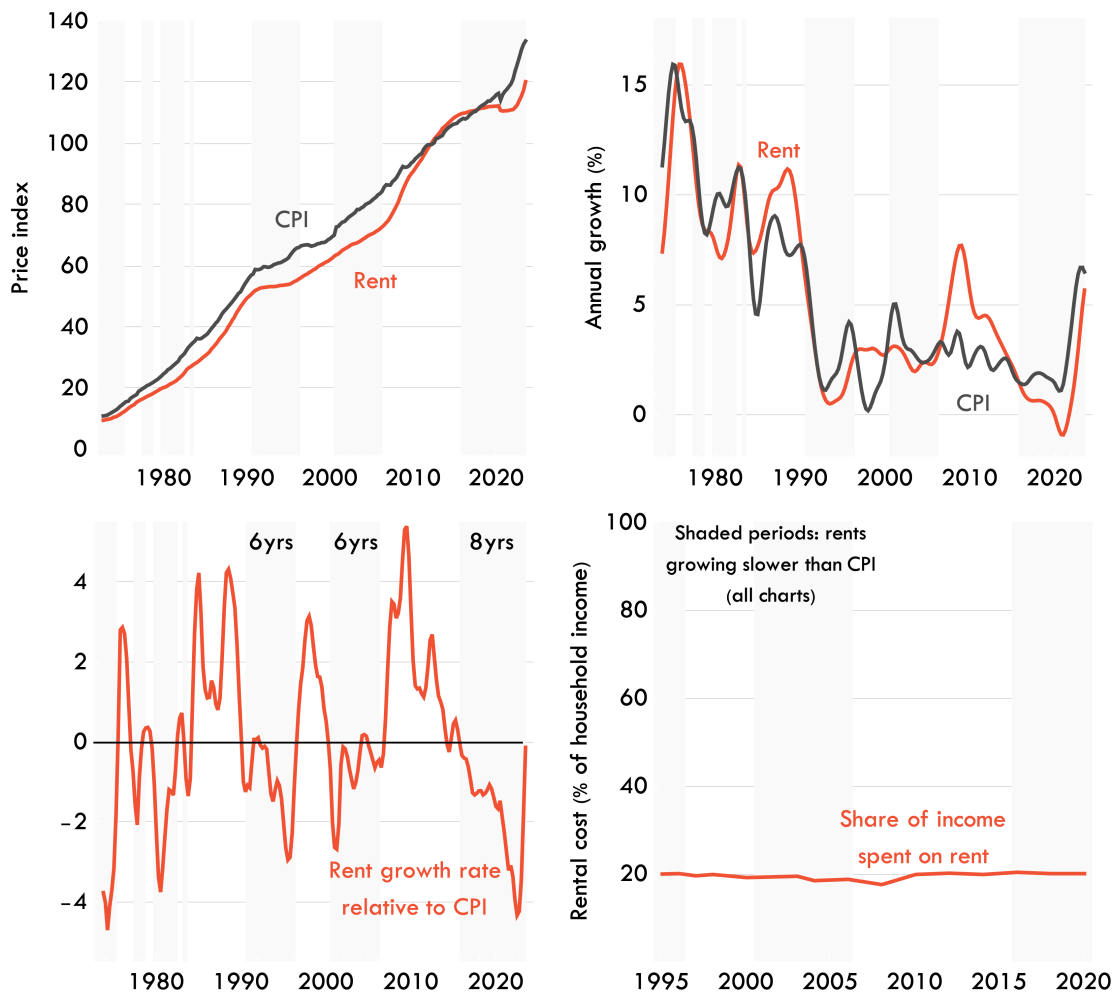 Price index
140
120
100
80
60
40
20
0
CPI
Rent
1980 1990 2000 2010 2020
Annual growth (%)
15
10
5
0
Rent
CPI
1980 1990 2000 2010 2020
4
2
0
−2
−4
6yrs 6yrs 8yrs
Rent growth rate
relative to CPI
1980 1990 2000 2010 2020
Rental cost (% of household income)
100
80
60
40
20
Shaded periods: rents
growing slower than CPI
(all charts)
Share of income
spent on rent
1995 2000 2005 2010 2015 2020